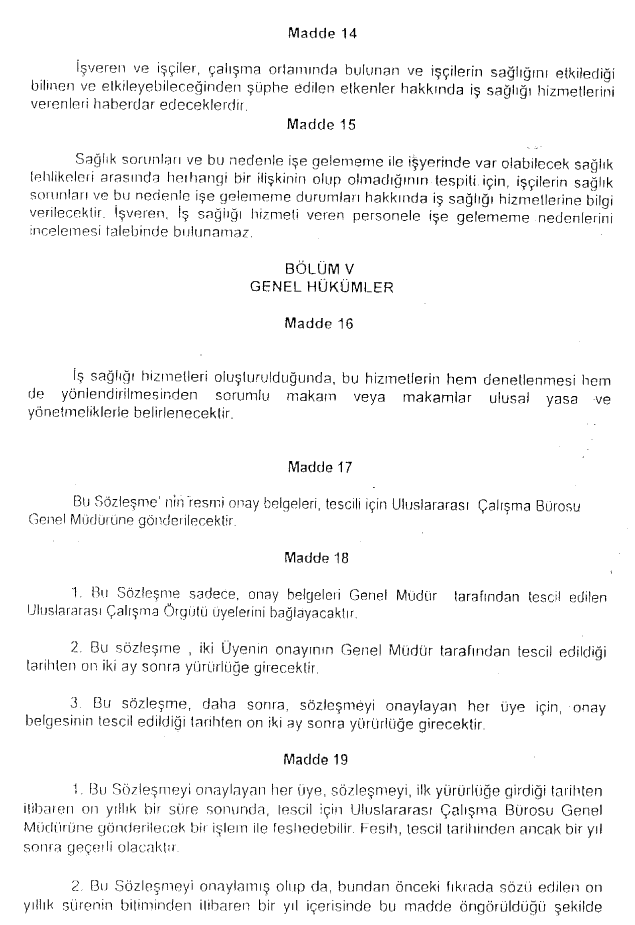 Madde 14
İşveren ve işçiler, çalışma ortamında bulunan ve işçilerin sağlığını etkilediği
bilinen ve etkileyebileceğinden şüphe edilen etkenler hakkında iş sağlığı hizmetlerini
verenleri haberdar edeceklerdir.
Madde 15
Sağlık sorunları ve bu nedenle işe gelememe ile işyerinde var olabilecek sağlık
tehlikeleri arasında herhangi bir ilişkinin olup olmadığının tespiti için, işçilerin sağlık
sorunları ve bu nedenle işe gelememe durumları hakkında iş sağlığı hizmetlerine bilgi
verilecektir. İşveren, İş sağlığı hizmeti veren personele işe gelememe nedenlerini
incelemesi talebinde bulunamaz.
BÖLÜM V
GENEL HÜKÜMLER
Madde 16
İş sağlığı hizmetleri oluşturulduğunda, bu hizmetlerin hem denetlenmesi hem
de yönlendirilmesinden sorumlu makam veya makamlar ulusal yasa ve
yönetmeliklerle belirlenecektir.
Madde 17
Bu Sözleşme' nin resmi onay belgeleri, tescili için Uluslararası Çalışma Bürosu
Genel Müdürüne gönderilecektir.
Madde 18
1. Bu Sözleşme sadece, onay belgeleri Genel Müdür tarafından tescil edilen
Uluslararası Çalışma Örgütü üyelerini bağlayacaktır.
2. Bu sözleşme , iki Üyenin onayının Genel Müdür tarafından tescil edildiği
tarihten on iki ay sonra yürürlüğe girecektir.
3. Bu sözleşme, daha sonra, sözleşmeyi onaylayan her üye için, onay
belgesinin tescil edildiği tarihten on iki ay sonra yürürlüğe girecektir.
Madde 19
1. Bu Sözleşmeyi onaylayan her üye, sözleşmeyi, ilk yürürlüğe girdiği tarihten
itibaren on yıllık bir süre sonunda, tescil için Uluslararası Çalışma Bürosu Genel
Müdürüne gönderilecek bir işlem ile feshedebilir. Fesih, tescil tarihinden ancak bir yıl
sonra geçerli olacaktır.
2. Bu Sözleşmeyi onaylamış olup da, bundan önceki fıkrada sözü edilen on
yıllık sürenin bitiminden itibaren bir yıl içerisinde bu madde öngörüldüğü şekilde